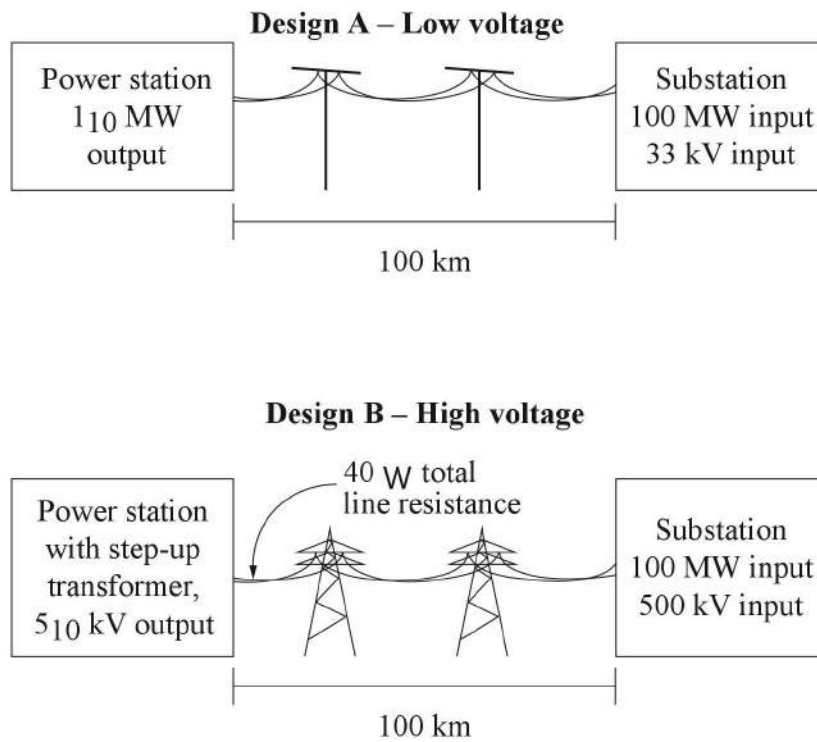 Design A – Low voltage
Power station
110 MW
output
Substation
100 MW input
33 kV input
100 km
Design B – High voltage
40 W total
line resistance
Power station
with step-up
transformer,
510 kV output
Substation
100 MW input
500 kV input
100 km